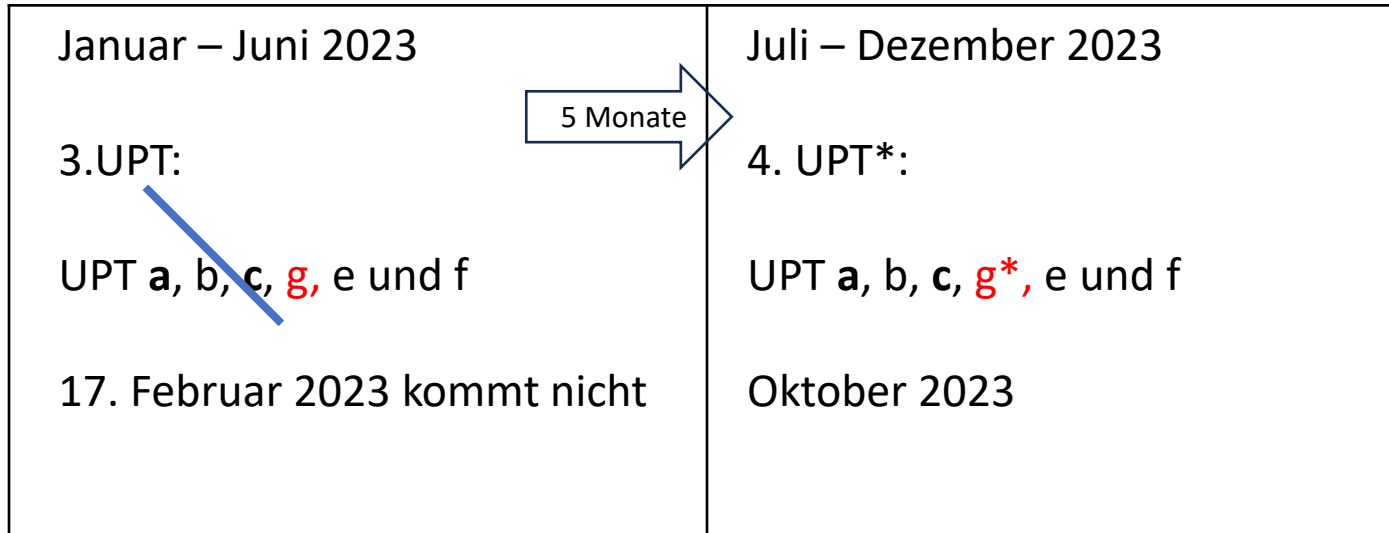 Januar – Juni 2023
3.UPT:
UPT a, b, c, g, e und f
17. Februar 2023 kommt nicht
5 Monate
Juli – Dezember 2023
4. UPT*:
UPT a, b, c, g*, e und f
Oktober 2023